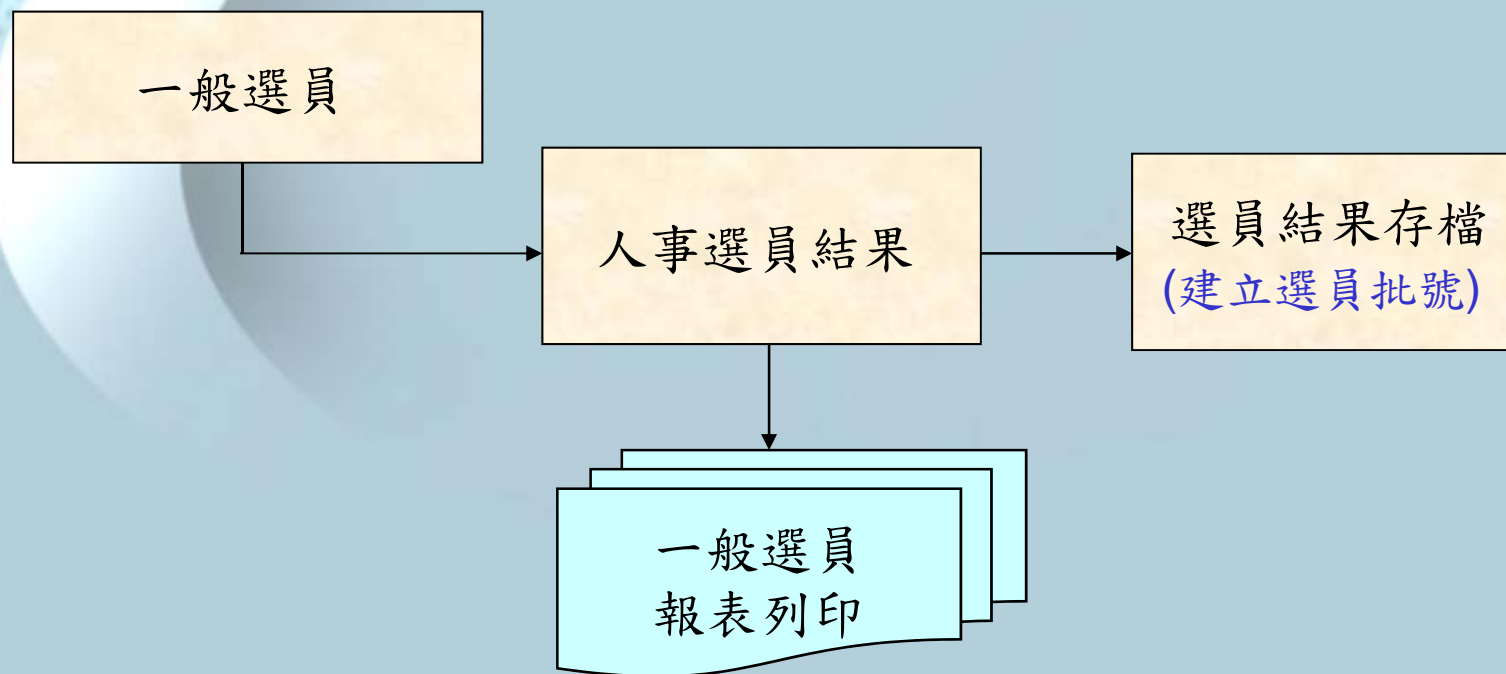 一般選員
人事選員結果
選員結果存檔
(建立選員批號)
一般選員
報表列印